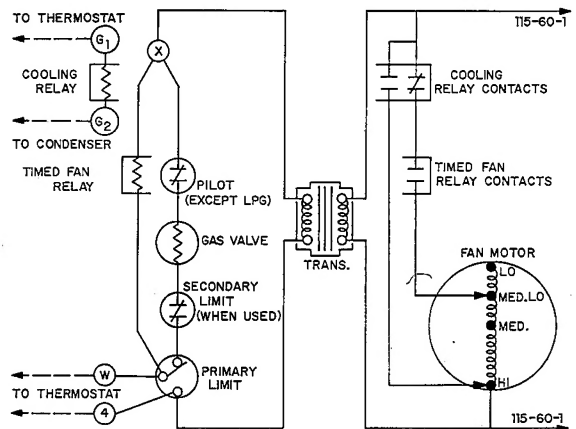 TO THERMOSTAT
G1
COOLING
RELAY
G2
TO CONDENSER
TIMED FAN
RELAY
X
PILOT
(EXCEPT LPG)
GAS VALVE
SECONDARY
LIMIT
(WHEN USED)
PRIMARY
LIMIT
W
TO THERMOSTAT
4
TRANS.
115-60-1
COOLING
RELAY CONTACTS
TIMED FAN
RELAY CONTACTS
FAN MOTOR
LO
MED.LO
MED.
HI
115-60-1